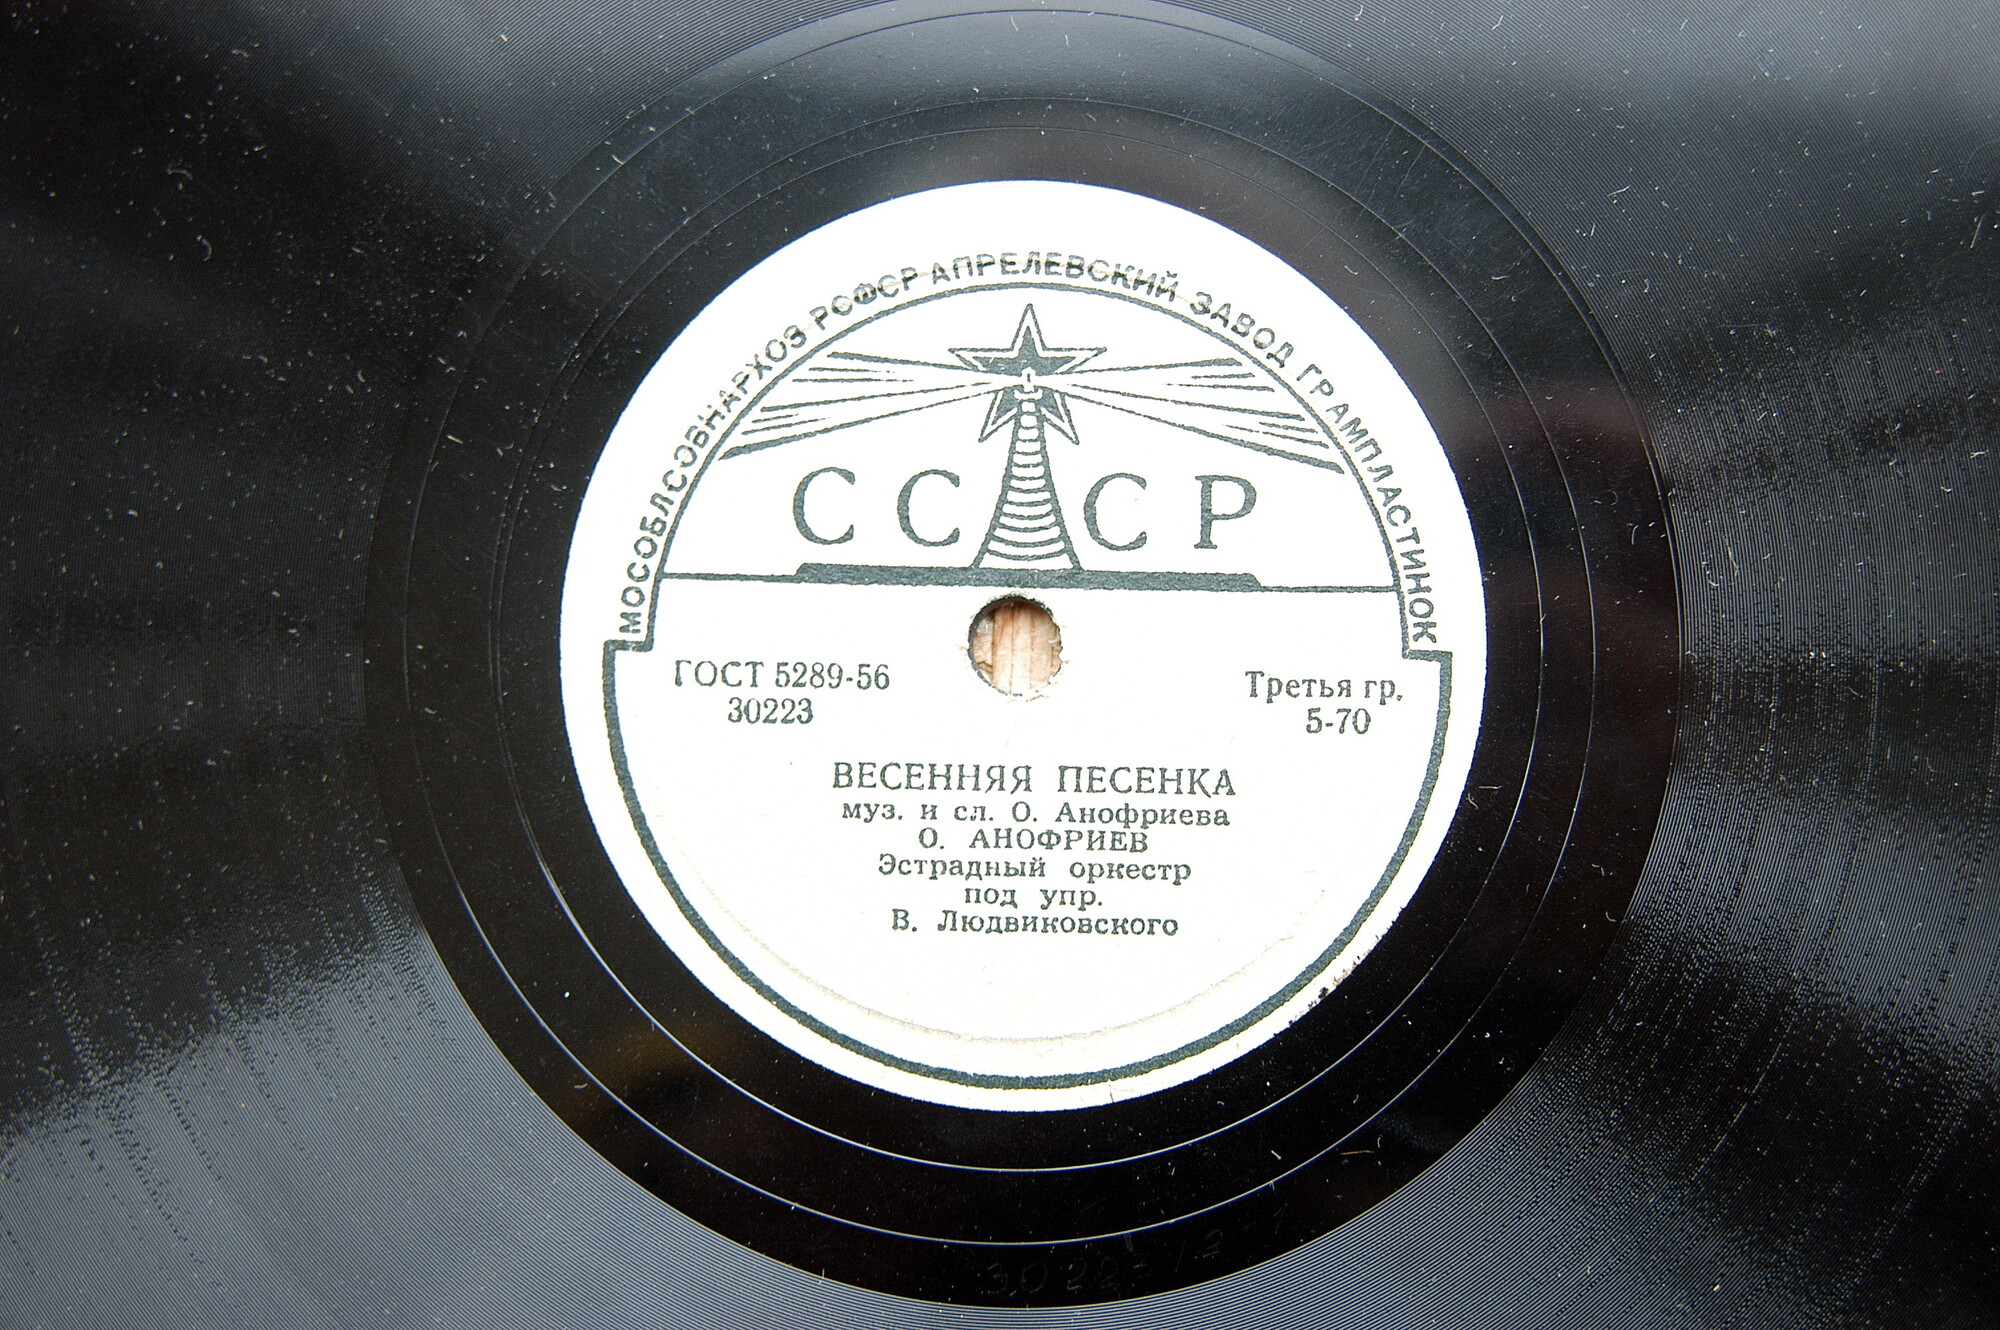 МОСОБЛСОВНАРХОЗ РСФСР АПРЕЛЕВСКИЙ ЗАВОД ГРАМПЛАСТИНОК
СССР
ГОСТ 5289-56
30223
Третья гр.
5-70
ВЕСЕННЯЯ ПЕСЕНКА
муз. и сл. О. Анофриева
О. АНОФРИЕВ
Эстрадный оркестр
под упр.
В. Людвиковского